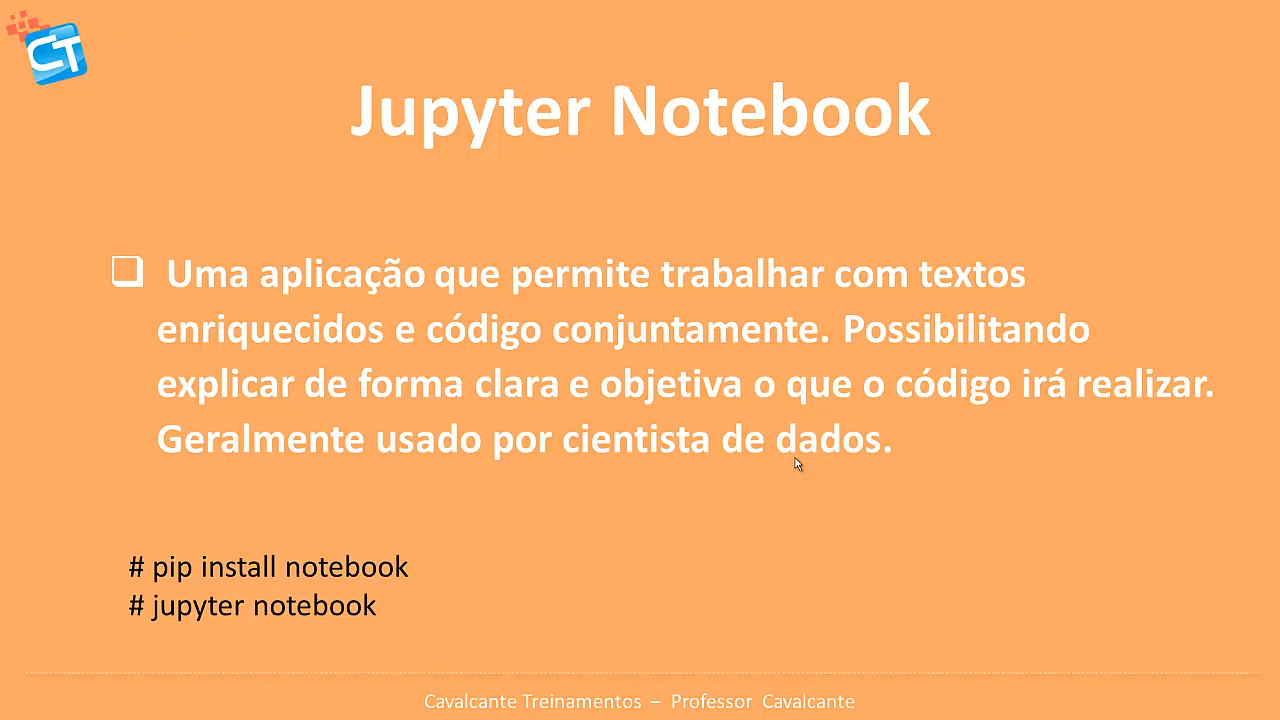 CT
Jupyter Notebook
Uma aplicação que permite trabalhar com textos
enriquecidos e código conjuntamente. Possibilitando
explicar de forma clara e objetiva o que o código irá realizar.
Geralmente usado por cientista de dados.
# pip install notebook
# jupyter notebook
Cavalcante Treinamentos – Professor Cavalcante